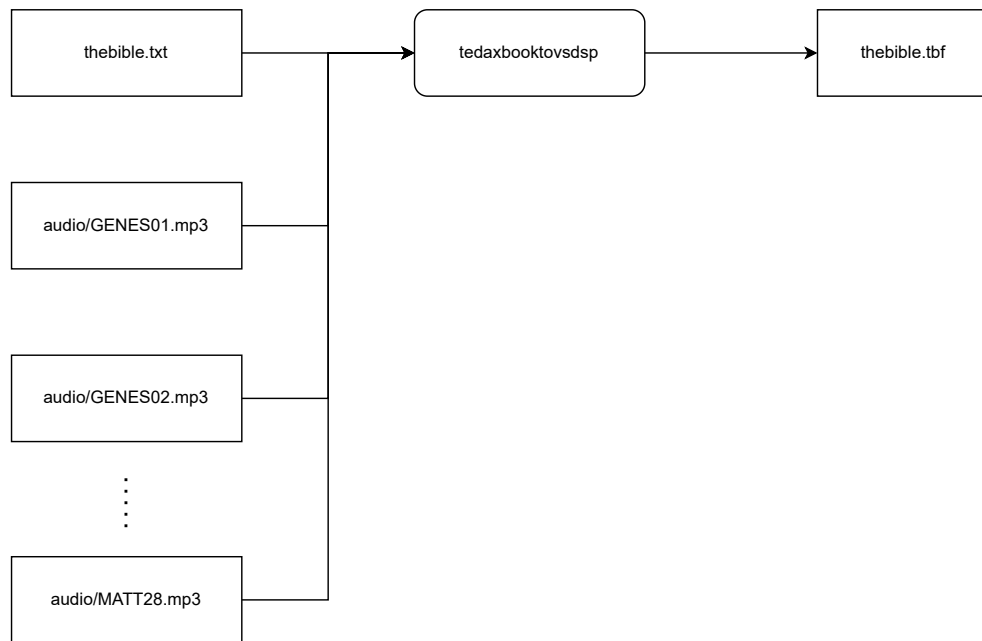 thebible.txt
tedaxbooktovsdsp
thebible.tbf
audio/GENES01.mp3
audio/GENES02.mp3
audio/MATT28.mp3